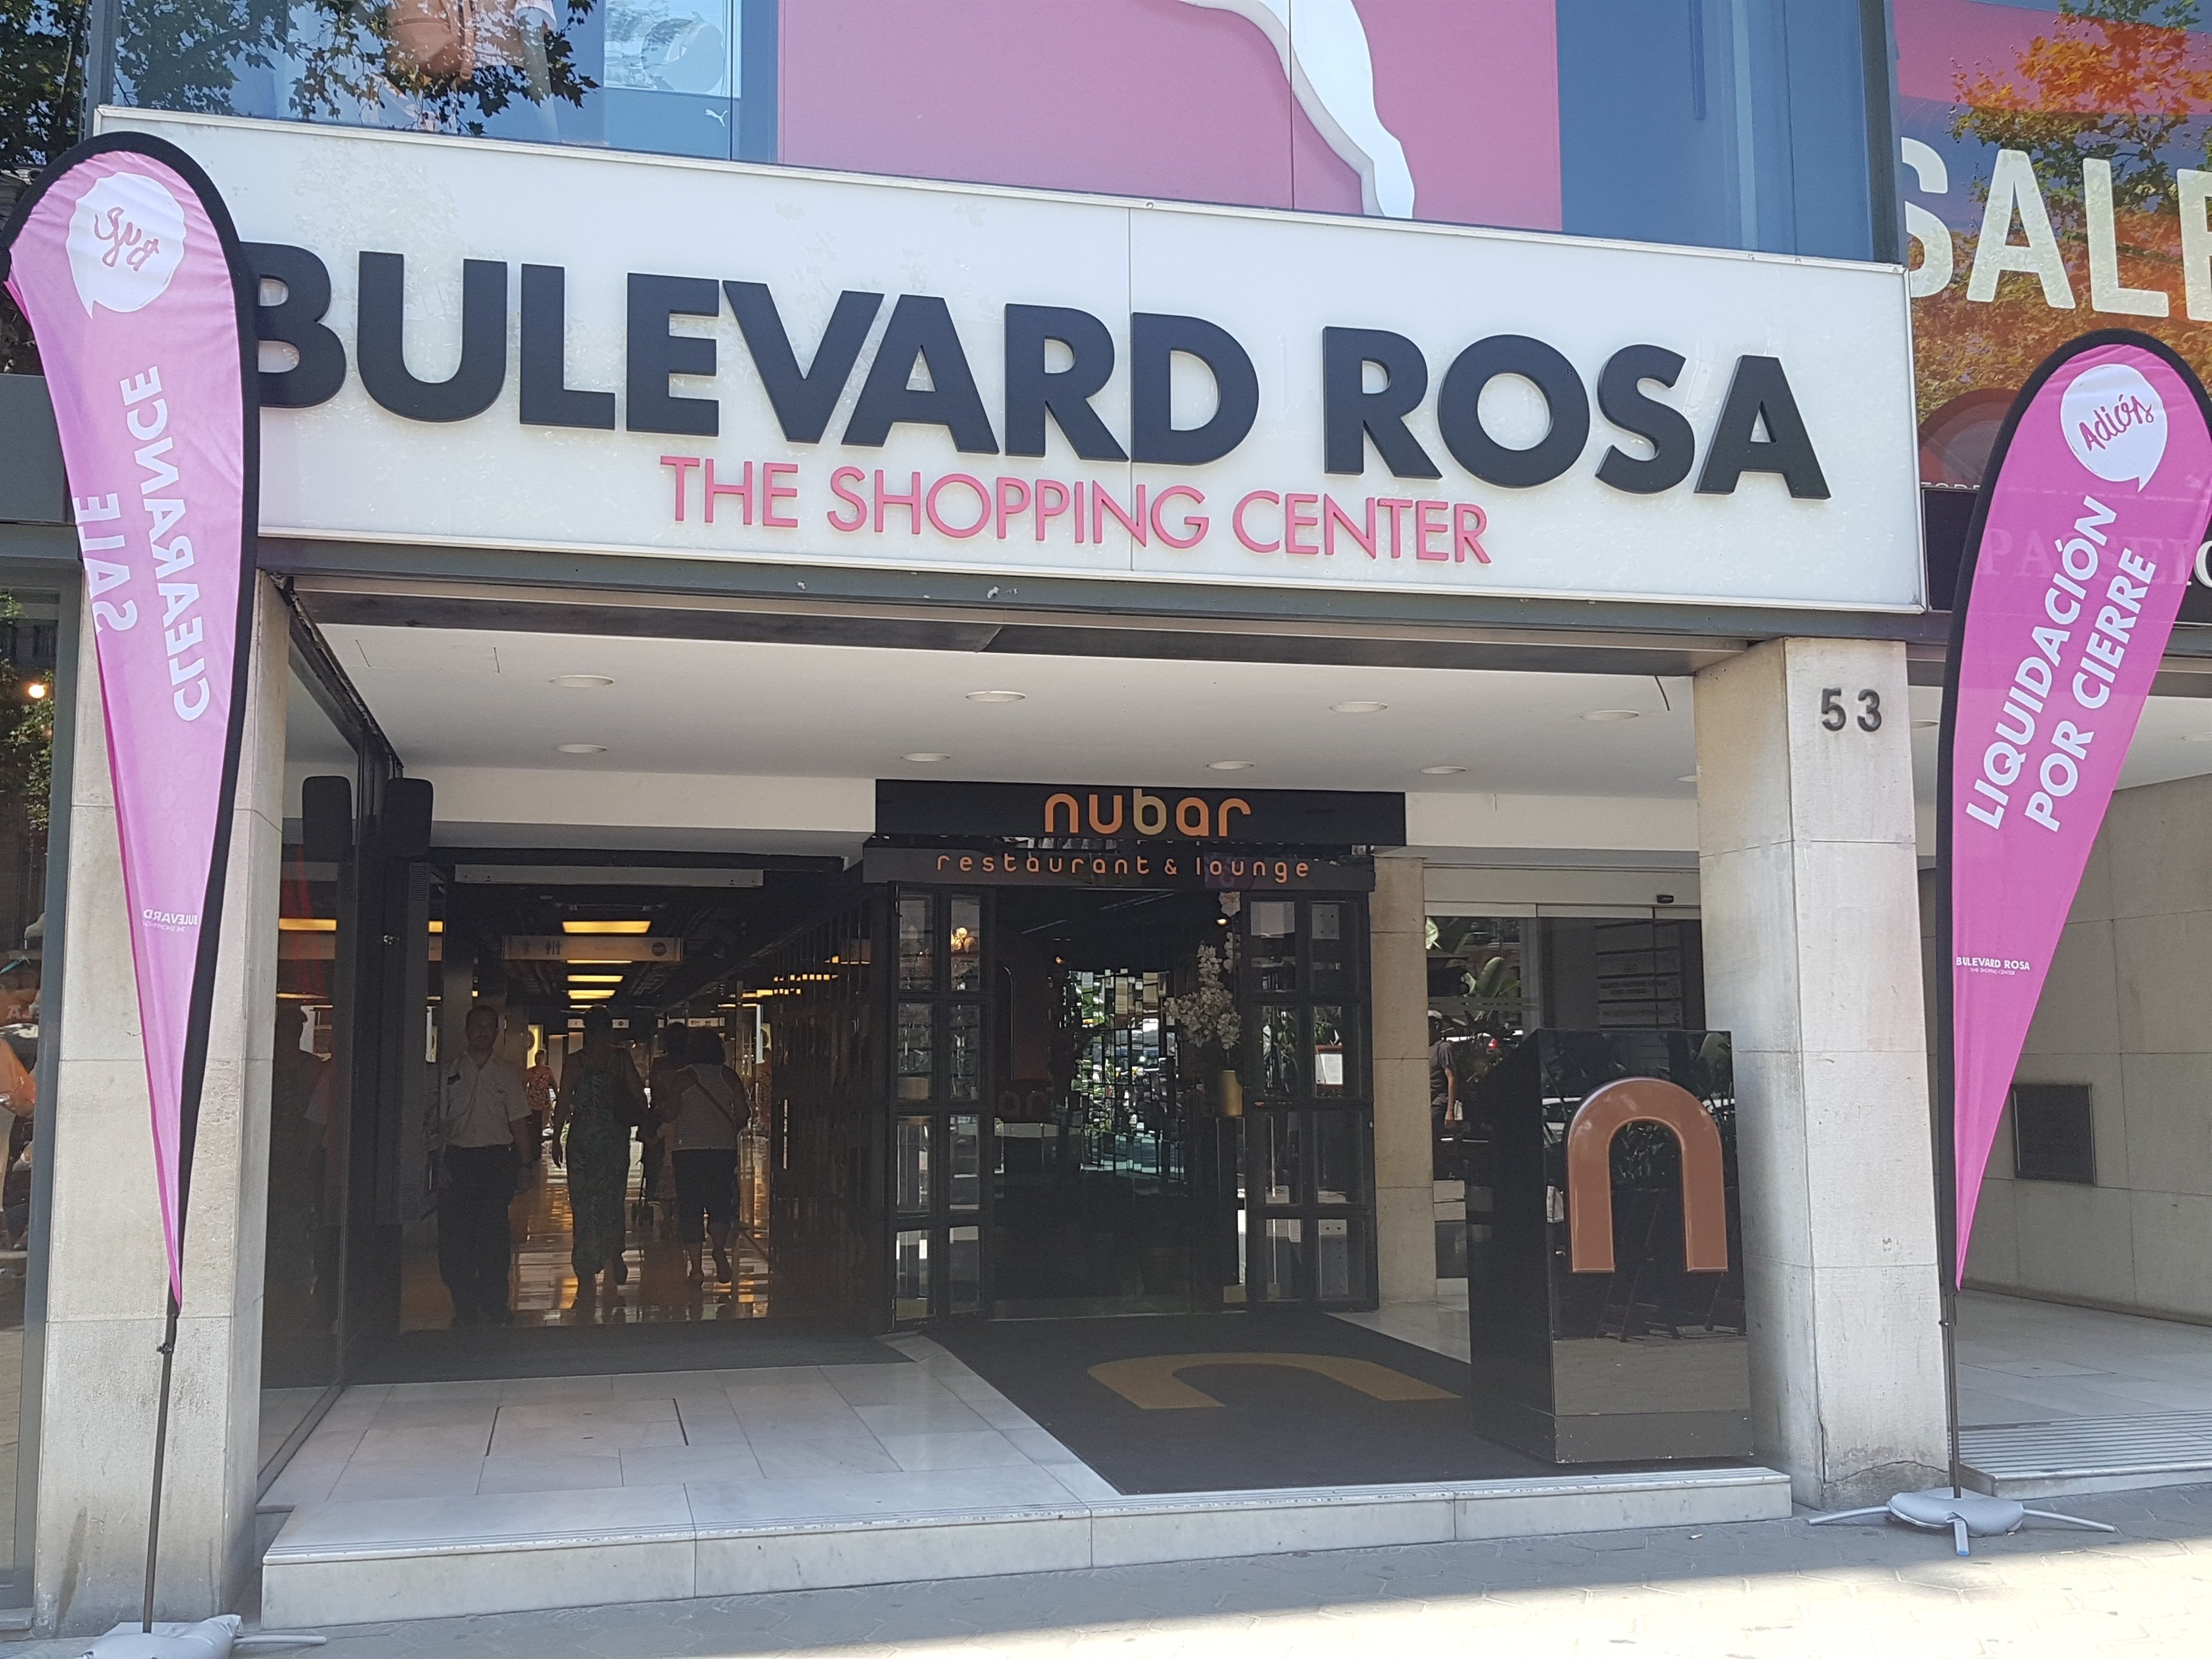 BULEVARD ROSA
THE SHOPPING CENTER
SALE
CLEARANCE
SALE
BULEVARD
Adiós
LIQUIDACIÓN
POR CIERRE
BULEVARD ROSA
THE SHOPPING CENTER
53
nubar
restaurant & lounge
n
n